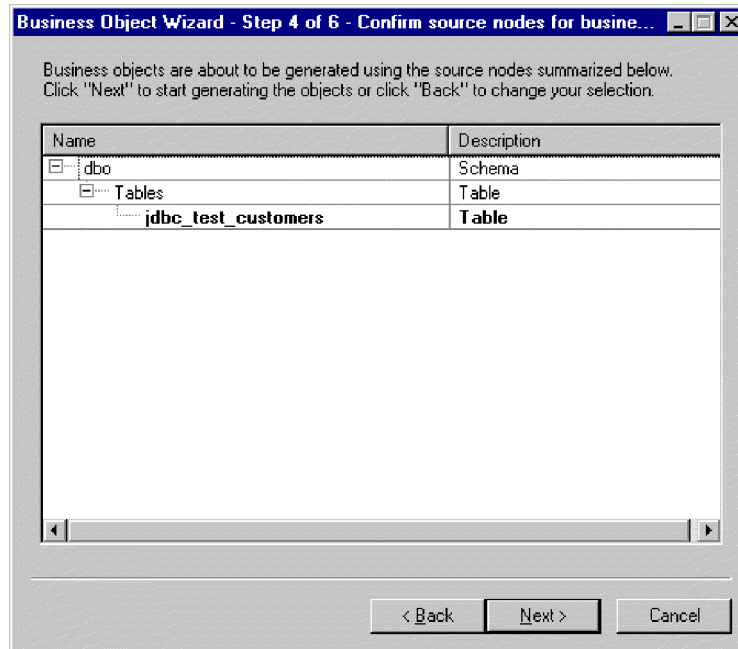 Business Object Wizard - Step 4 of 6 - Confirm source nodes for busine...
Business objects are about to be generated using the source nodes summarized below.
Click "Next" to start generating the objects or click "Back" to change your selection.
Name Description
dbo Schema
Tables Table
jdbc_test_customers Table
< Back Next > Cancel